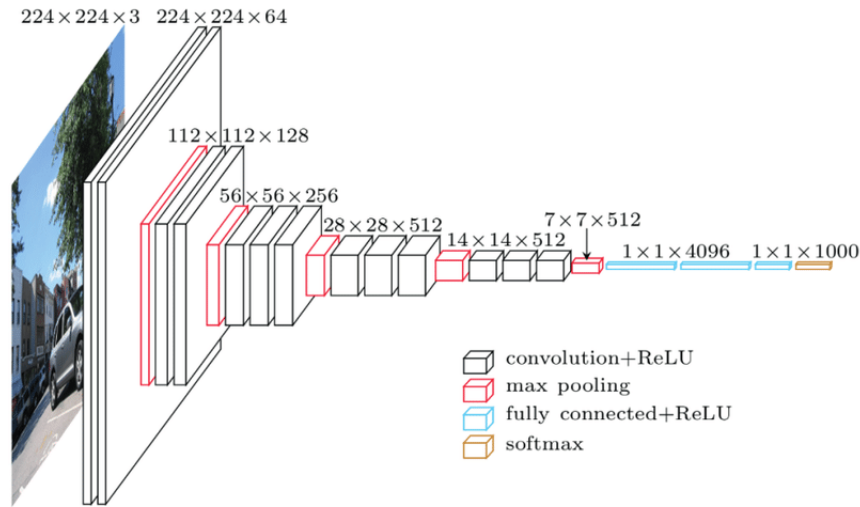 224×224×3
224×224×64
112×112×128
56×56×256
28×28×512
14×14×512
7×7×512
1×1×4096
1×1×1000
convolution+ReLU
max pooling
fully connected+ReLU
softmax